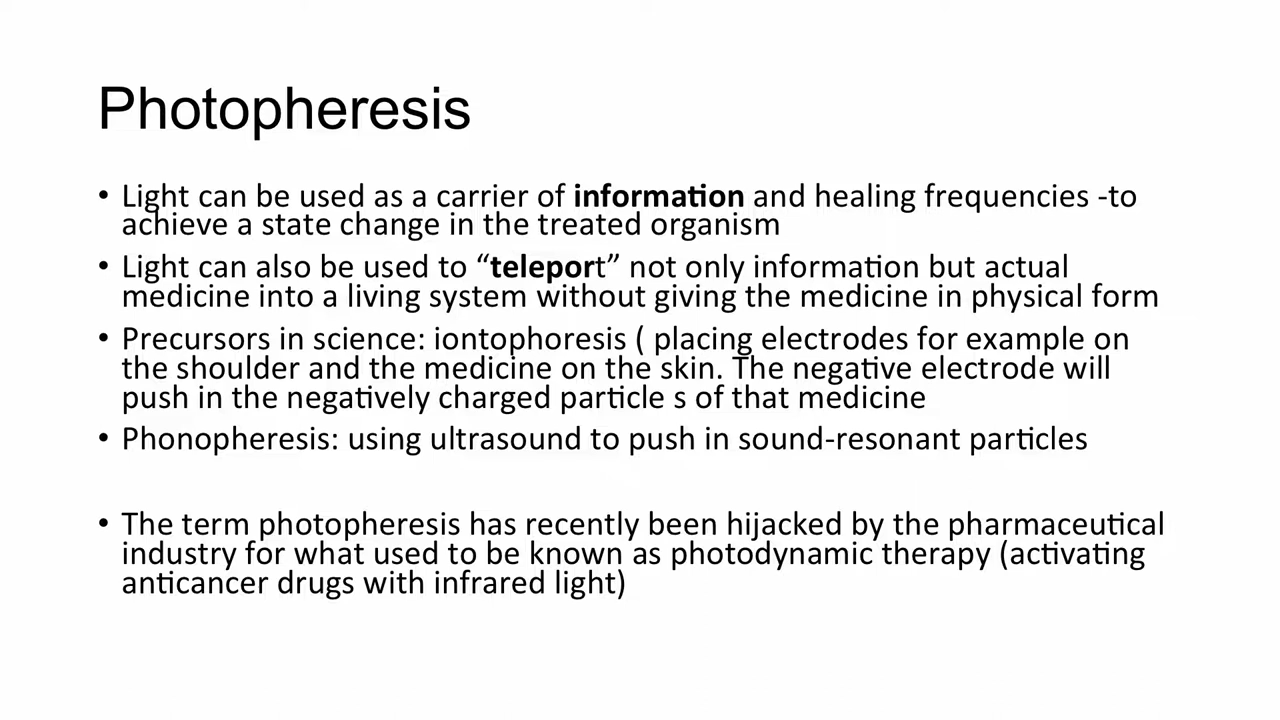 Photopheresis
• Light can be used as a carrier of information and healing frequencies -to
achieve a state change in the treated organism
• Light can also be used to “teleport” not only information but actual
medicine into a living system without giving the medicine in physical form
• Precursors in science: iontophoresis ( placing electrodes for example on
the shoulder and the medicine on the skin. The negative electrode will
push in the negatively charged particle s of that medicine
• Phonopheresis: using ultrasound to push in sound-resonant particles
• The term photopheresis has recently been hijacked by the pharmaceutical
industry for what used to be known as photodynamic therapy (activating
anticancer drugs with infrared light)